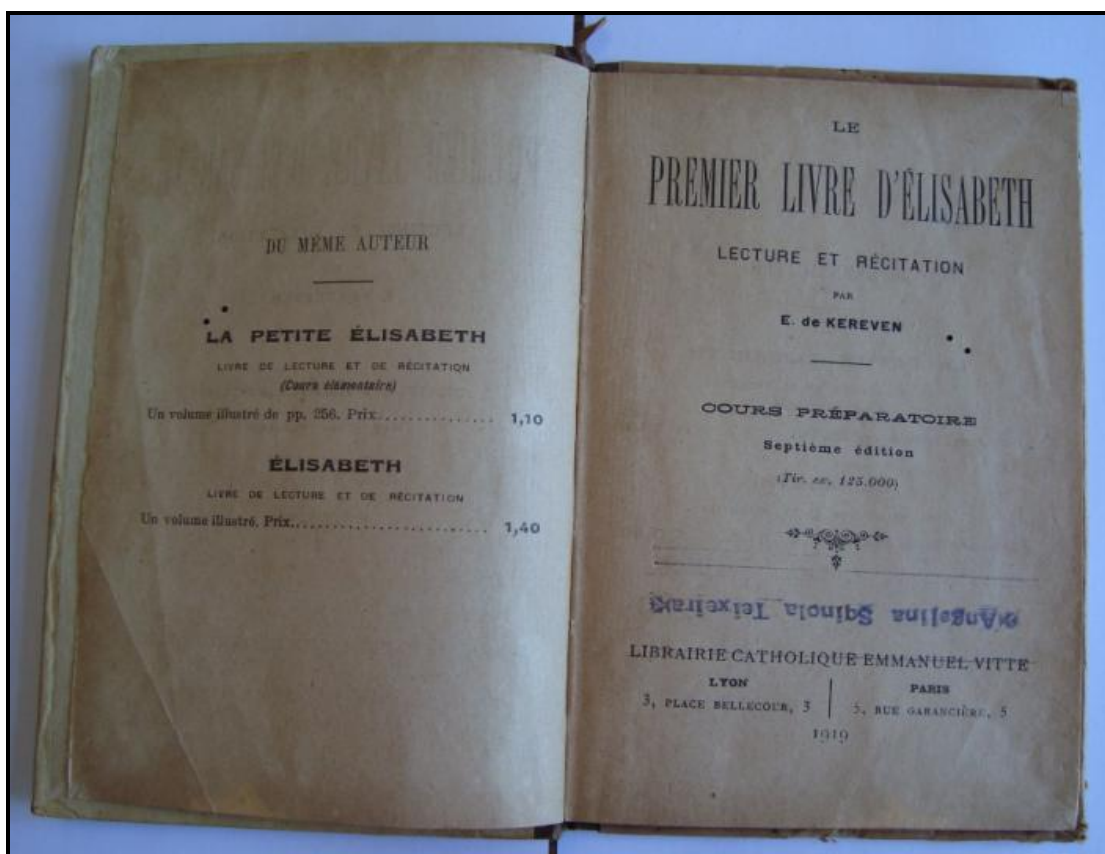 DU MÊME AUTEUR
LA PETITE ÉLISABETH
LIVRE DE LECTURE ET DE RÉCITATION
(Cours élémentaire)
Un volume illustré de pp. 256. Prix............... 1,10
ÉLISABETH
LIVRE DE LECTURE ET DE RÉCITATION
Un volume illustré. Prix......................... 1,40
LE
PREMIER LIVRE D'ÉLISABETH
LECTURE ET RÉCITATION
PAR
E. de KEREVEN
COURS PRÉPARATOIRE
Septième édition
(Tir. ex. 125.000)
Angelina Spinola Teixeira
LIBRAIRIE CATHOLIQUE EMMANUEL VITTE
LYON
3, PLACE BELLECOUR, 3
PARIS
5, RUE GARANCIÈRE, 5
1919